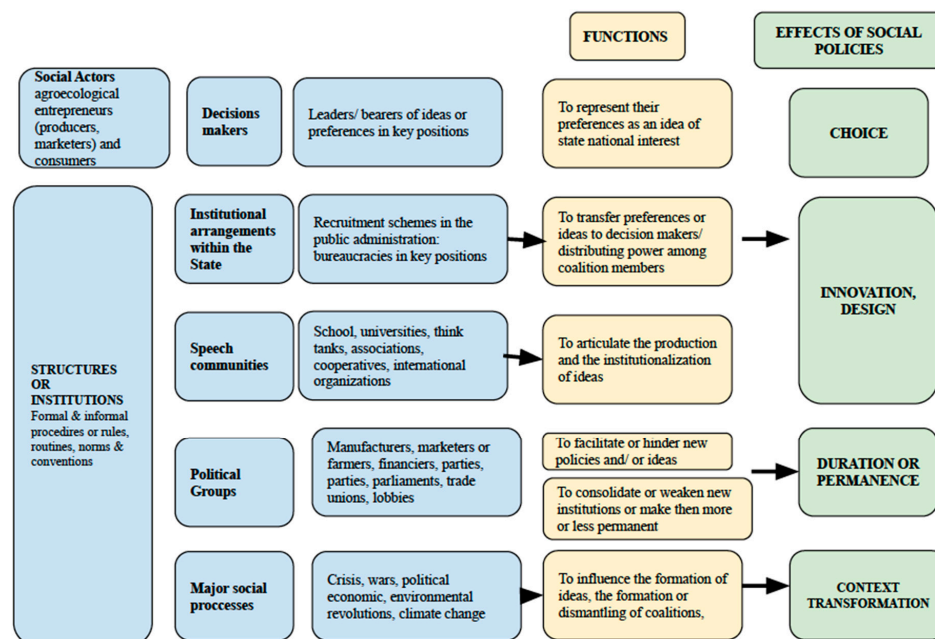 FUNCTIONS
EFFECTS OF SOCIAL
POLICIES
Social Actors
agroecological
entrepreneurs
(producers,
marketers) and
consumers
Decisions
makers
Leaders/ bearers of ideas or
preferences in key positions
To represent their
preferences as an idea of
state national interest
CHOICE
STRUCTURES
OR
INSTITUTIONS
Formal & informal
procedires or rules,
routines, norms &
conventions
Institutional
arrangements
within the
State
Recruitment schemes in the
public administration:
bureaucracies in key positions
To transfer preferences or
ideas to decision makers/
distributing power among
coalition members
INNOVATION,
DESIGN
Speech
communities
School, universities, think
tanks, associations,
cooperatives, international
organizations
To articulate the production
and the institutionalization
of ideas
Political
Groups
Manufacturers, marketers or
farmers, financiers, parties,
parties, parliaments, trade
unions, lobbies
To facilitate or hinder new
policies and/ or ideas
To consolidate or weaken new
institutions or make then more
or less permanent
DURATION OR
PERMANENCE
Major social
proccesses
Crisis, wars, political
economic, environmental
revolutions, climate change
To influence the formation of
ideas, the formation or
dismantling of coalitions,
CONTEXT
TRANSFORMATION